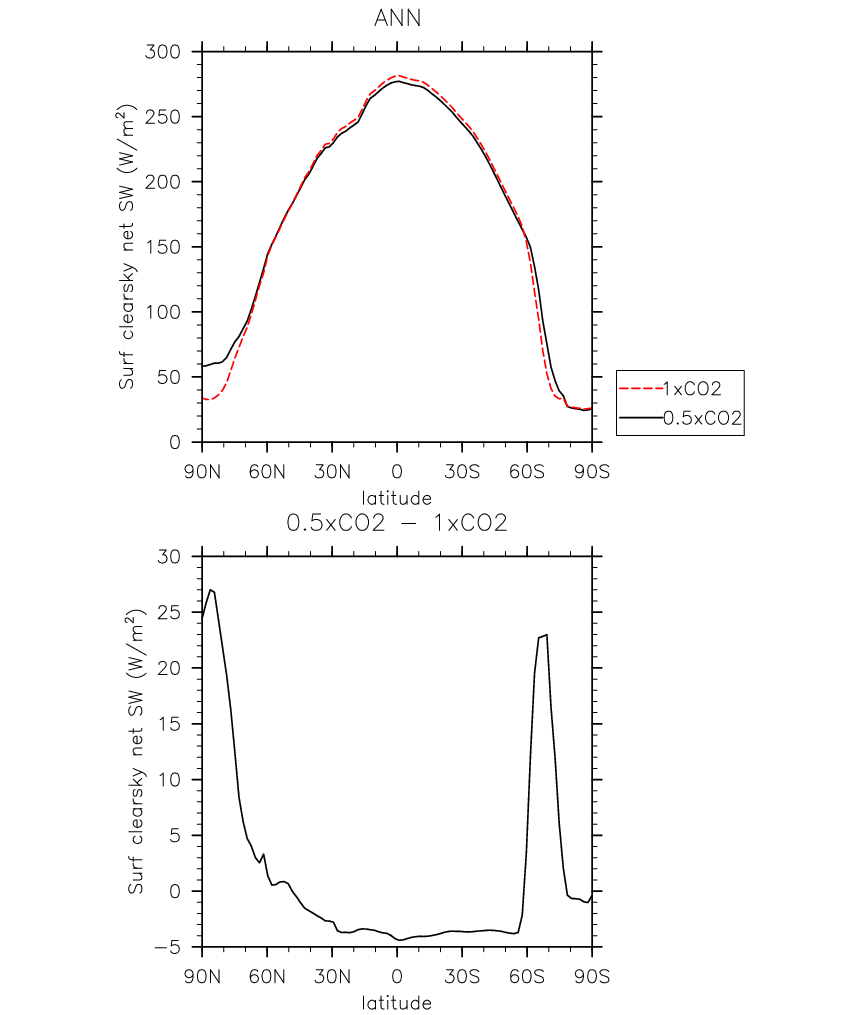 ANN
Surf clearsky net SW (W/m²)
300
250
200
150
100
50
0
90N 60N 30N 0 30S 60S 90S
latitude
1xCO2
0.5xCO2
0.5xCO2 − 1xCO2
Surf clearsky net SW (W/m²)
30
25
20
15
10
5
0
−5
90N 60N 30N 0 30S 60S 90S
latitude